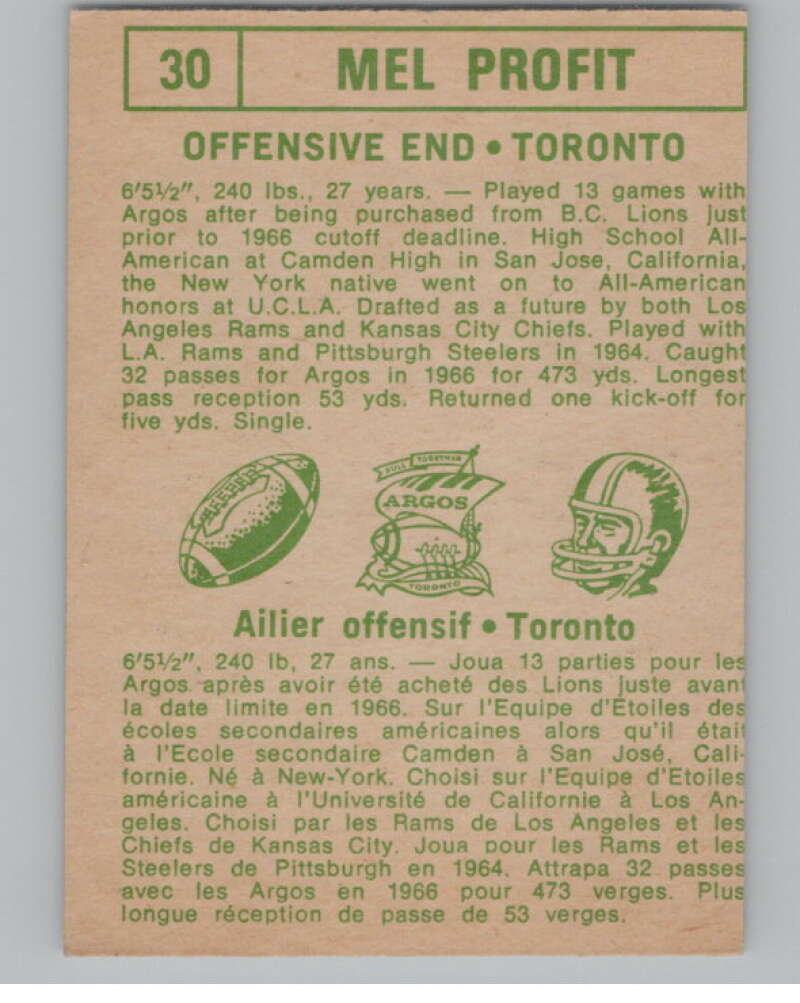 30 MEL PROFIT
OFFENSIVE END • TORONTO
6'5½", 240 lbs., 27 years. — Played 13 games with
Argos after being purchased from B.C. Lions just
prior to 1966 cutoff deadline. High School All-
American at Camden High in San Jose, California,
the New York native went on to All-American
honors at U.C.L.A. Drafted as a future by both Los
Angeles Rams and Kansas City Chiefs. Played with
L.A. Rams and Pittsburgh Steelers in 1964. Caught
32 passes for Argos in 1966 for 473 yds. Longest
pass reception 53 yds. Returned one kick-off for
five yds. Single.
PULL TOGETHER
ARGOS
TORONTO
Ailier offensif • Toronto
6'5½", 240 lb, 27 ans. — Joua 13 parties pour les
Argos après avoir été acheté des Lions juste avant
la date limite en 1966. Sur l'Equipe d'Étoiles des
écoles secondaires américaines alors qu'il était
à l'Ecole secondaire Camden à San José, Cali-
fornie. Né à New-York. Choisi sur l'Equipe d'Etoiles
américaine à l'Université de Californie à Los An-
geles. Choisi par les Rams de Los Angeles et les
Chiefs de Kansas City. Joua pour les Rams et les
Steelers de Pittsburgh en 1964. Attrapa 32 passes
avec les Argos en 1966 pour 473 verges. Plus
longue réception de passe de 53 verges.